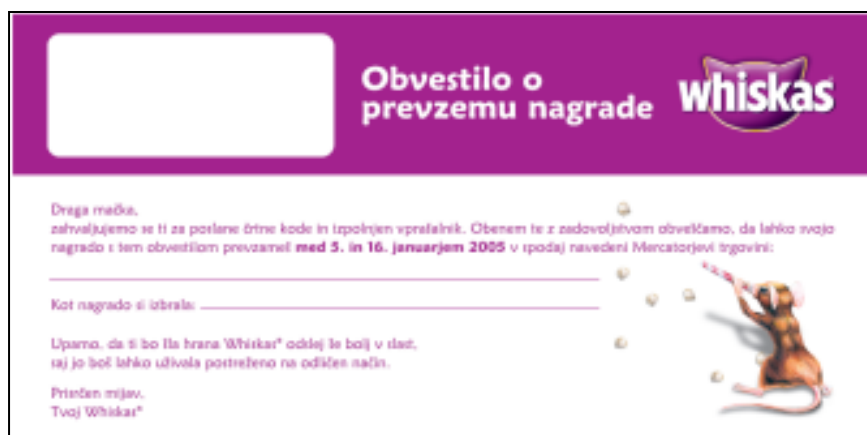 Obvestilo o
prevzemu nagrade
whiskas
Draga mačka,
zahvaljujemo se ti za poslane črtne kode in izpolnjen vprašalnik. Obenem te z zadovoljstvom obveščamo, da lahko svojo
nagrado s tem obvestilom prevzameš med 5. in 16. januarjem 2005 v spodaj navedeni Mercatorjevi trgovini:
Kot nagrado si izbrala:
Upamo, da ti bo hrana Whiskas® odslej še bolj v slast,
saj jo boš lahko uživala postreženo na odličen način.
Prisrčen mijav,
Tvoj Whiskas®